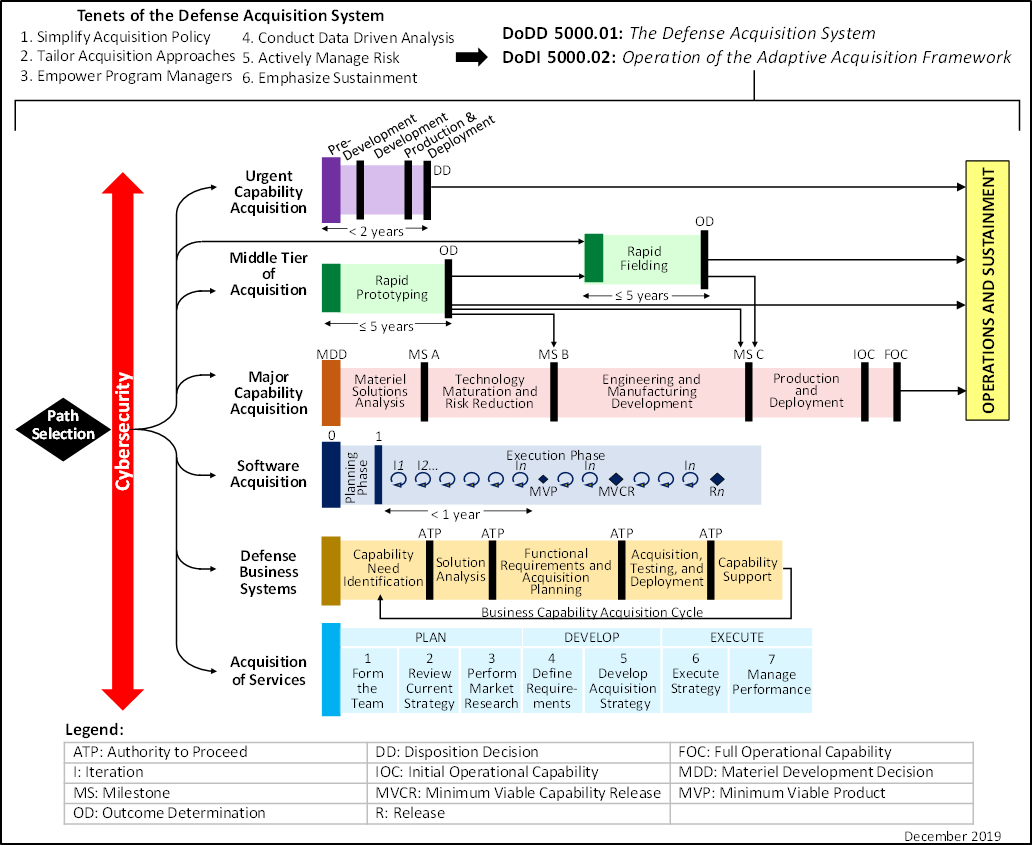 Tenets of the Defense Acquisition System
1. Simplify Acquisition Policy
2. Tailor Acquisition Approaches
3. Empower Program Managers
4. Conduct Data Driven Analysis
5. Actively Manage Risk
6. Emphasize Sustainment
DoDD 5000.01: The Defense Acquisition System
DoDI 5000.02: Operation of the Adaptive Acquisition Framework
Path
Selection
Cybersecurity
OPERATIONS AND SUSTAINMENT
Urgent
Capability
Acquisition
Pre-
Development
Development
Production &
Deployment
DD
< 2 years
Middle Tier
of
Acquisition
Rapid
Prototyping
OD
≤ 5 years
Rapid
Fielding
OD
≤ 5 years
Major
Capability
Acquisition
MDD
MS A
MS B
MS C
IOC
FOC
Materiel
Solutions
Analysis
Technology
Maturation and
Risk Reduction
Engineering and
Manufacturing
Development
Production
and
Deployment
Software
Acquisition
0
1
Planning
Phase
Execution Phase
I1
I2...
In
In
In
MVP
MVCR
Rn
< 1 year
Defense
Business
Systems
ATP
ATP
ATP
ATP
Capability
Need
Identification
Solution
Analysis
Functional
Requirements and
Acquisition
Planning
Acquisition,
Testing, and
Deployment
Capability
Support
Business Capability Acquisition Cycle
Acquisition
of Services
PLAN
DEVELOP
EXECUTE
1
Form
the
Team
2
Review
Current
Strategy
3
Perform
Market
Research
4
Define
Require-
ments
5
Develop
Acquisition
Strategy
6
Execute
Strategy
7
Manage
Performance
Legend:
ATP: Authority to Proceed
DD: Disposition Decision
FOC: Full Operational Capability
I: Iteration
IOC: Initial Operational Capability
MDD: Materiel Development Decision
MS: Milestone
MVCR: Minimum Viable Capability Release
MVP: Minimum Viable Product
OD: Outcome Determination
R: Release
December 2019